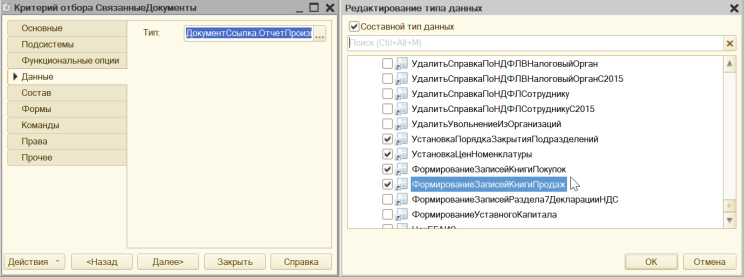 Критерий отбора СвязанныеДокументы
Основные
Подсистемы
Функциональные опции
Данные
Состав
Формы
Команды
Права
Прочее
Тип: ДокументСсылка.ОтчетПроиз ...
Действия <Назад Далее> Закрыть Справка
Редактирование типа данных
Составной тип данных
Поиск (Ctrl+Alt+M)
УдалитьСправкаПоНДФЛВНалоговыйОрган
УдалитьСправкаПоНДФЛВНалоговыйОрганС2015
УдалитьСправкаПоНДФЛСотруднику
УдалитьСправкаПоНДФЛСотрудникуС2015
УдалитьУвольнениеИзОрганизаций
УстановкаПорядкаЗакрытияПодразделений
УстановкаЦенНоменклатуры
ФормированиеЗаписейКнигиПокупок
ФормированиеЗаписейКнигиПродаж
ФормированиеЗаписейРаздела7ДекларацииНДС
ФормированиеУставногоКапитала
ОК Отмена